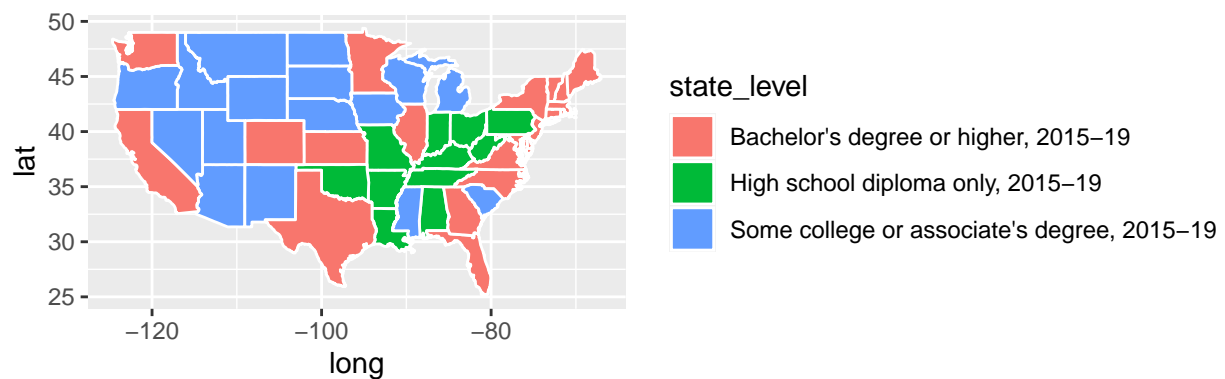 50
45
40
35
30
25
lat
−120
−100
−80
long
state_level
Bachelor's degree or higher, 2015−19
High school diploma only, 2015−19
Some college or associate's degree, 2015−19